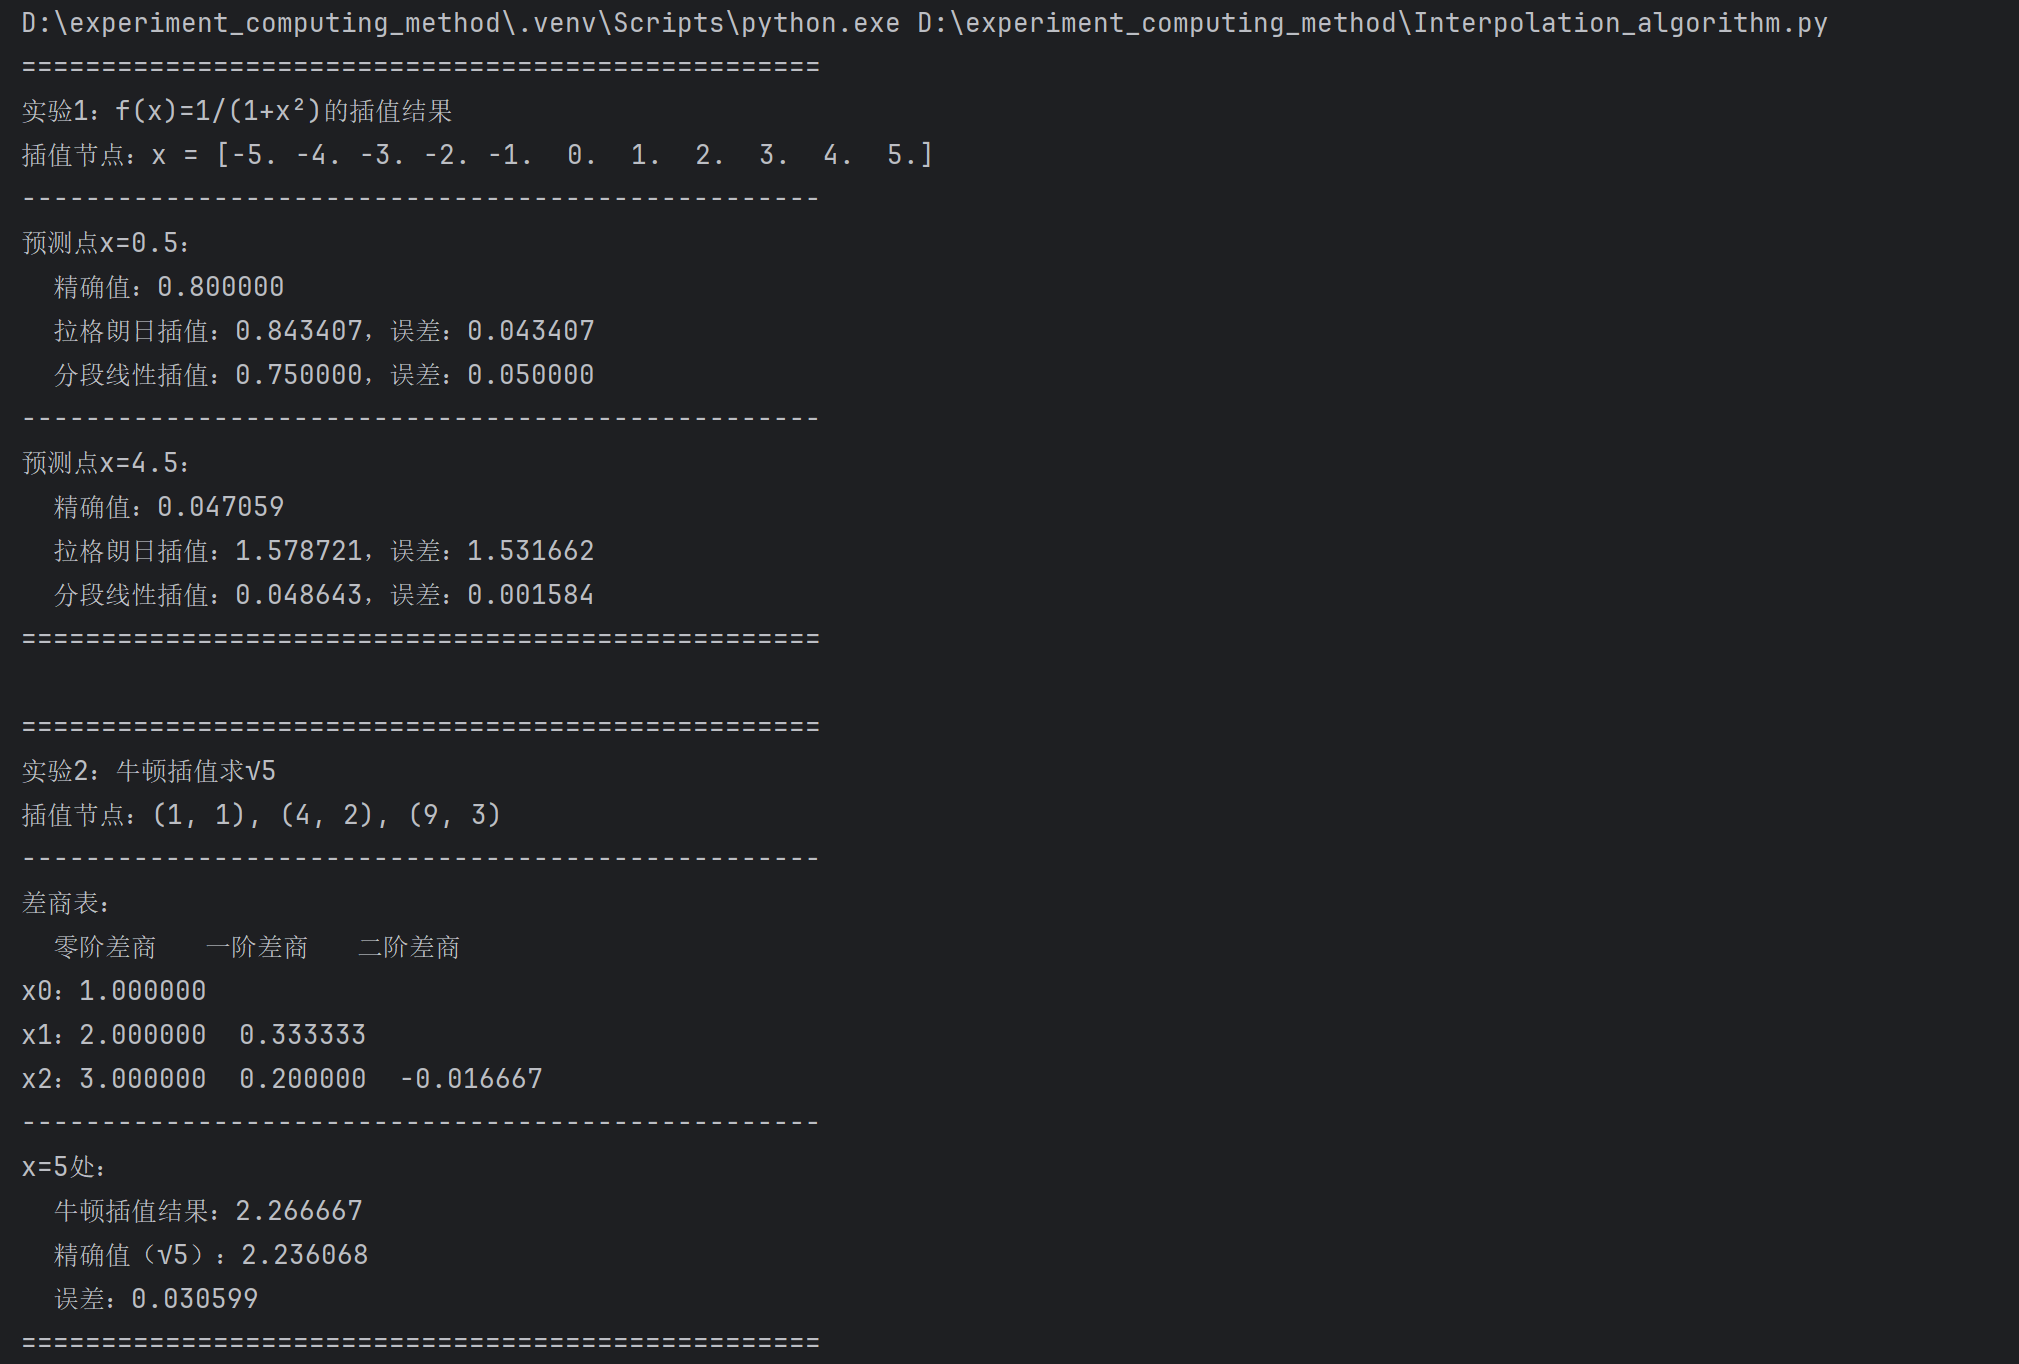 D:\experiment_computing_method\.venv\Scripts\python.exe D:\experiment_computing_method\Interpolation_algorithm.py
==================================================
实验1：f(x)=1/(1+x²)的插值结果
插值节点：x = [-5. -4. -3. -2. -1.  0.  1.  2.  3.  4.  5.]
--------------------------------------------------
预测点x=0.5：
  精确值：0.800000
  拉格朗日插值：0.843407，误差：0.043407
  分段线性插值：0.750000，误差：0.050000
--------------------------------------------------
预测点x=4.5：
  精确值：0.047059
  拉格朗日插值：1.578721，误差：1.531662
  分段线性插值：0.048643，误差：0.001584
==================================================

==================================================
实验2：牛顿插值求√5
插值节点：(1, 1), (4, 2), (9, 3)
--------------------------------------------------
差商表：
  零阶差商   一阶差商   二阶差商
x0：1.000000
x1：2.000000  0.333333
x2：3.000000  0.200000  -0.016667
--------------------------------------------------
x=5处：
  牛顿插值结果：2.266667
  精确值（√5）：2.236068
  误差：0.030599
==================================================